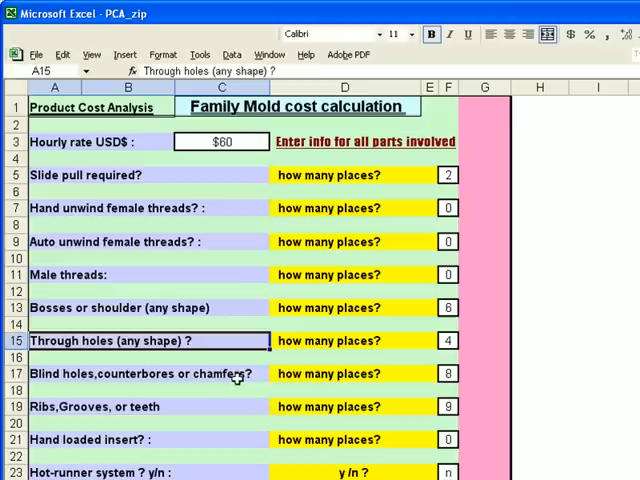 Microsoft Excel - PCA_zip
Calibri 11 B I U
File Edit View Insert Format Tools Data Window Help Adobe PDF
A15 fx Through holes (any shape) ?
A B C D E F G H I
1 Product Cost Analysis Family Mold cost calculation
2
3 Hourly rate USD$ : $60 Enter info for all parts involved
4
5 Slide pull required? how many places? 2
6
7 Hand unwind female threads? : how many places? 0
8
9 Auto unwind female threads? : how many places? 0
10
11 Male threads: how many places? 0
12
13 Bosses or shoulder (any shape) how many places? 6
14
15 Through holes (any shape) ? how many places? 4
16
17 Blind holes,counterbores or chamfers? how many places? 8
18
19 Ribs,Grooves, or teeth how many places? 9
20
21 Hand loaded insert? : how many places? 0
22
23 Hot-runner system ? y/n : y /n ? n